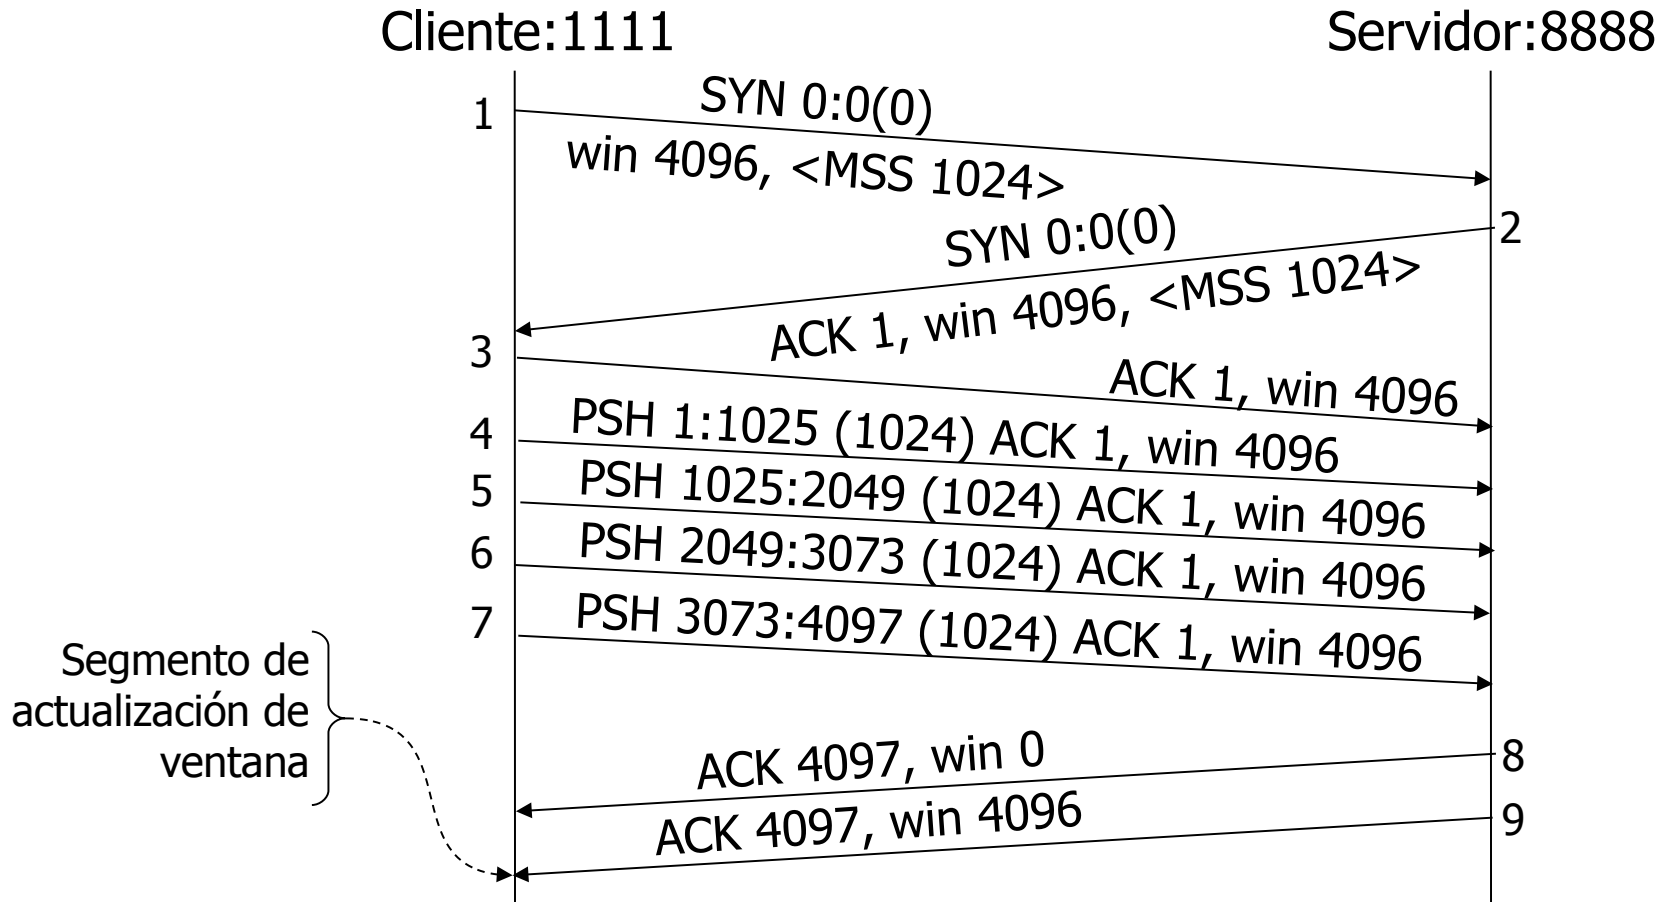 Cliente:1111
Servidor:8888
1
SYN 0:0(0)
win 4096, <MSS 1024>
2
SYN 0:0(0)
ACK 1, win 4096, <MSS 1024>
3
ACK 1, win 4096
4
PSH 1:1025 (1024) ACK 1, win 4096
5
PSH 1025:2049 (1024) ACK 1, win 4096
6
PSH 2049:3073 (1024) ACK 1, win 4096
7
PSH 3073:4097 (1024) ACK 1, win 4096
Segmento de
actualización de
ventana
8
ACK 4097, win 0
9
ACK 4097, win 4096